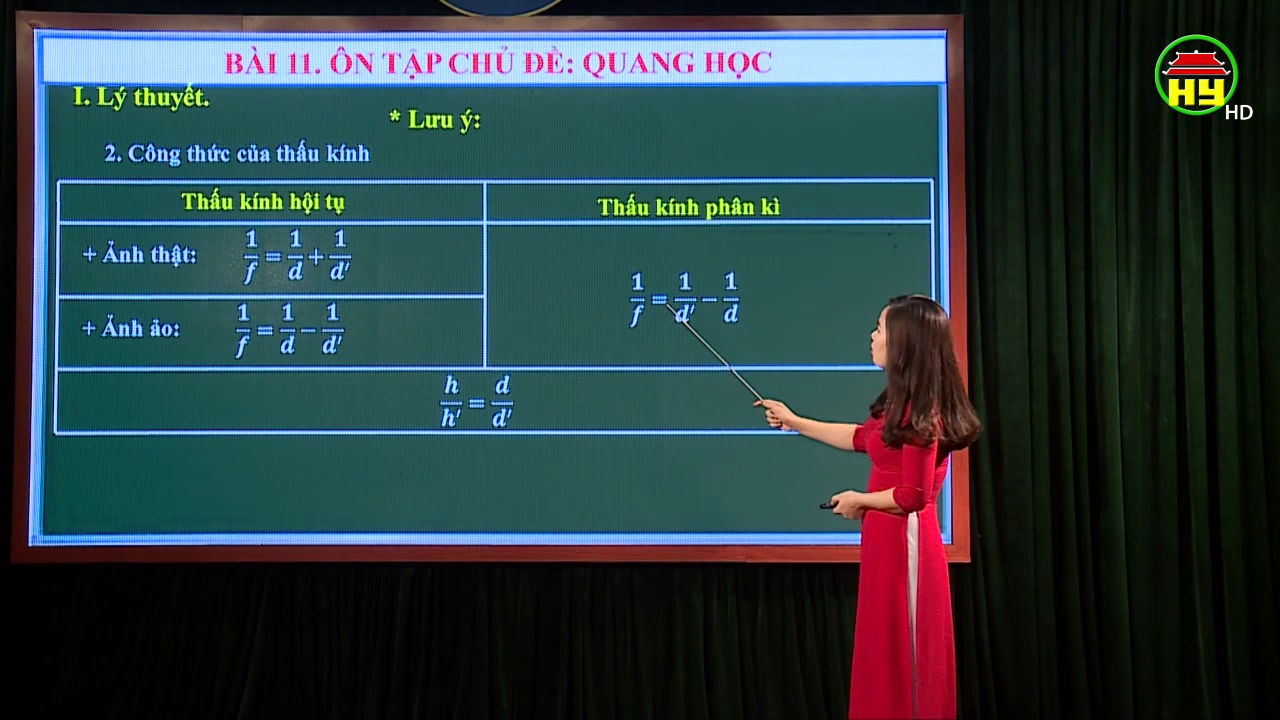 BÀI 11. ÔN TẬP CHỦ ĐỀ: QUANG HỌC
I. Lý thuyết.
* Lưu ý:
2. Công thức của thấu kính
Thấu kính hội tụ
Thấu kính phân kì
+ Ảnh thật: 1/f = 1/d + 1/d'
1/f = 1/d' − 1/d
+ Ảnh ảo: 1/f = 1/d − 1/d'
h/h' = d/d'
HY
HD